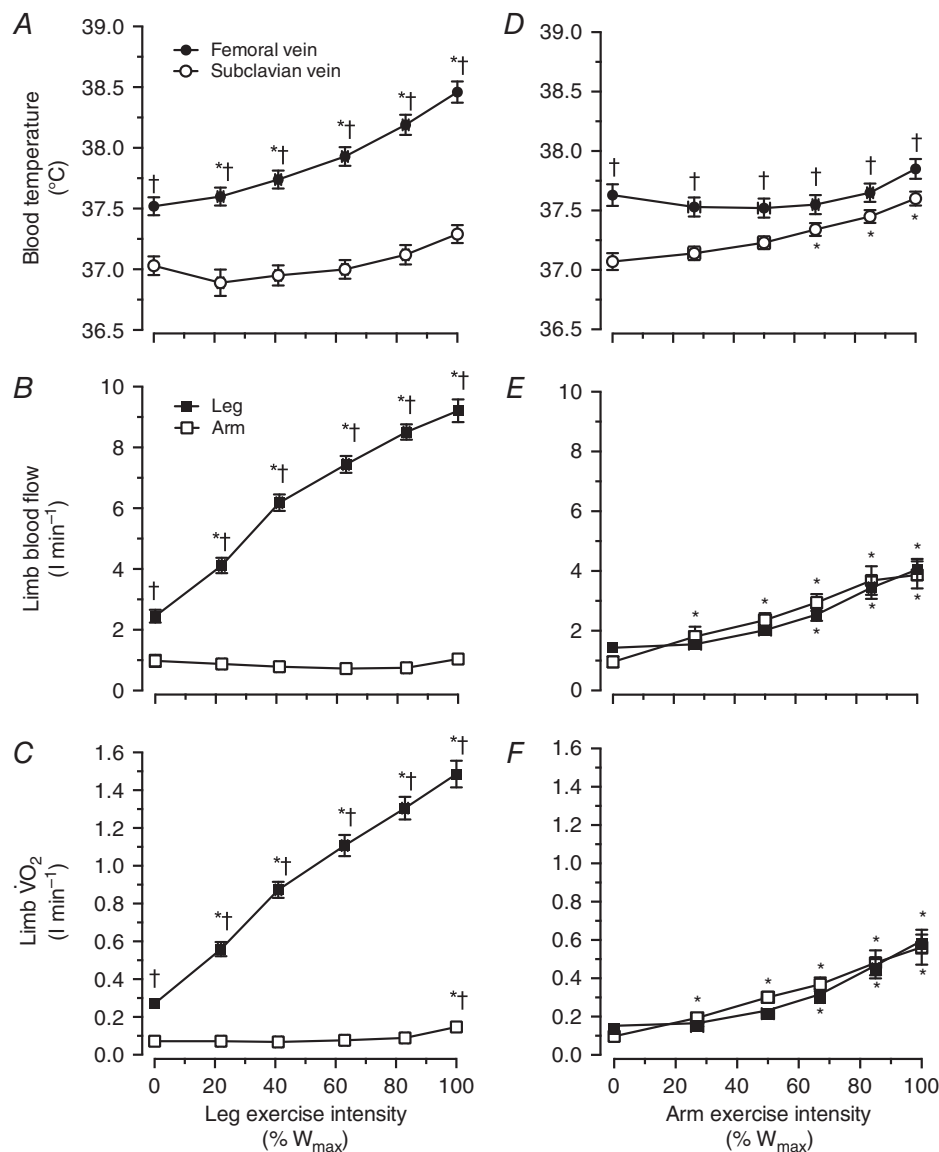 A
39.0
38.5
38.0
37.5
37.0
36.5
Blood temperature
(°C)
Femoral vein
Subclavian vein
† *† *† *† *† *†
D
39.0
38.5
38.0
37.5
37.0
36.5
† † † † † †
* * *
B
10
8
6
4
2
0
Limb blood flow
(l min⁻¹)
Leg
Arm
† *† *† *† *† *†
E
10
8
6
4
2
0
* * * * *
* * *
C
1.6
1.4
1.2
1.0
0.8
0.6
0.4
0.2
0.0
Limb V̇O₂
(l min⁻¹)
† *† *† *† *† *†
*†
0 20 40 60 80 100
Leg exercise intensity
(% Wmax)
F
1.6
1.4
1.2
1.0
0.8
0.6
0.4
0.2
0.0
* * * * *
* * *
0 20 40 60 80 100
Arm exercise intensity
(% Wmax)